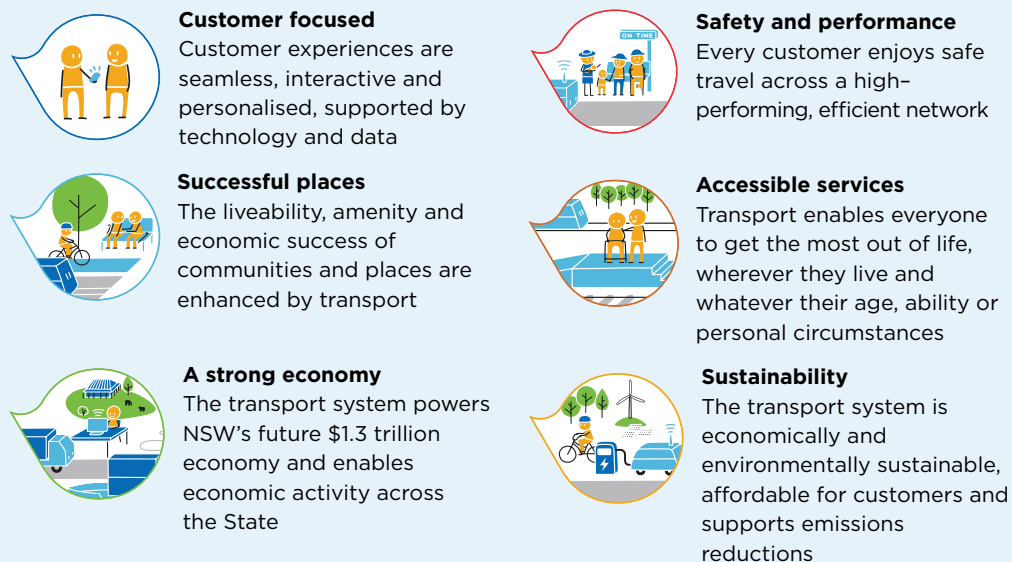 Customer focused
Customer experiences are
seamless, interactive and
personalised, supported by
technology and data
ON TIME
Safety and performance
Every customer enjoys safe
travel across a high–
performing, efficient network
Successful places
The liveability, amenity and
economic success of
communities and places are
enhanced by transport
Accessible services
Transport enables everyone
to get the most out of life,
wherever they live and
whatever their age, ability or
personal circumstances
A strong economy
The transport system powers
NSW's future $1.3 trillion
economy and enables
economic activity across
the State
Sustainability
The transport system is
economically and
environmentally sustainable,
affordable for customers and
supports emissions
reductions